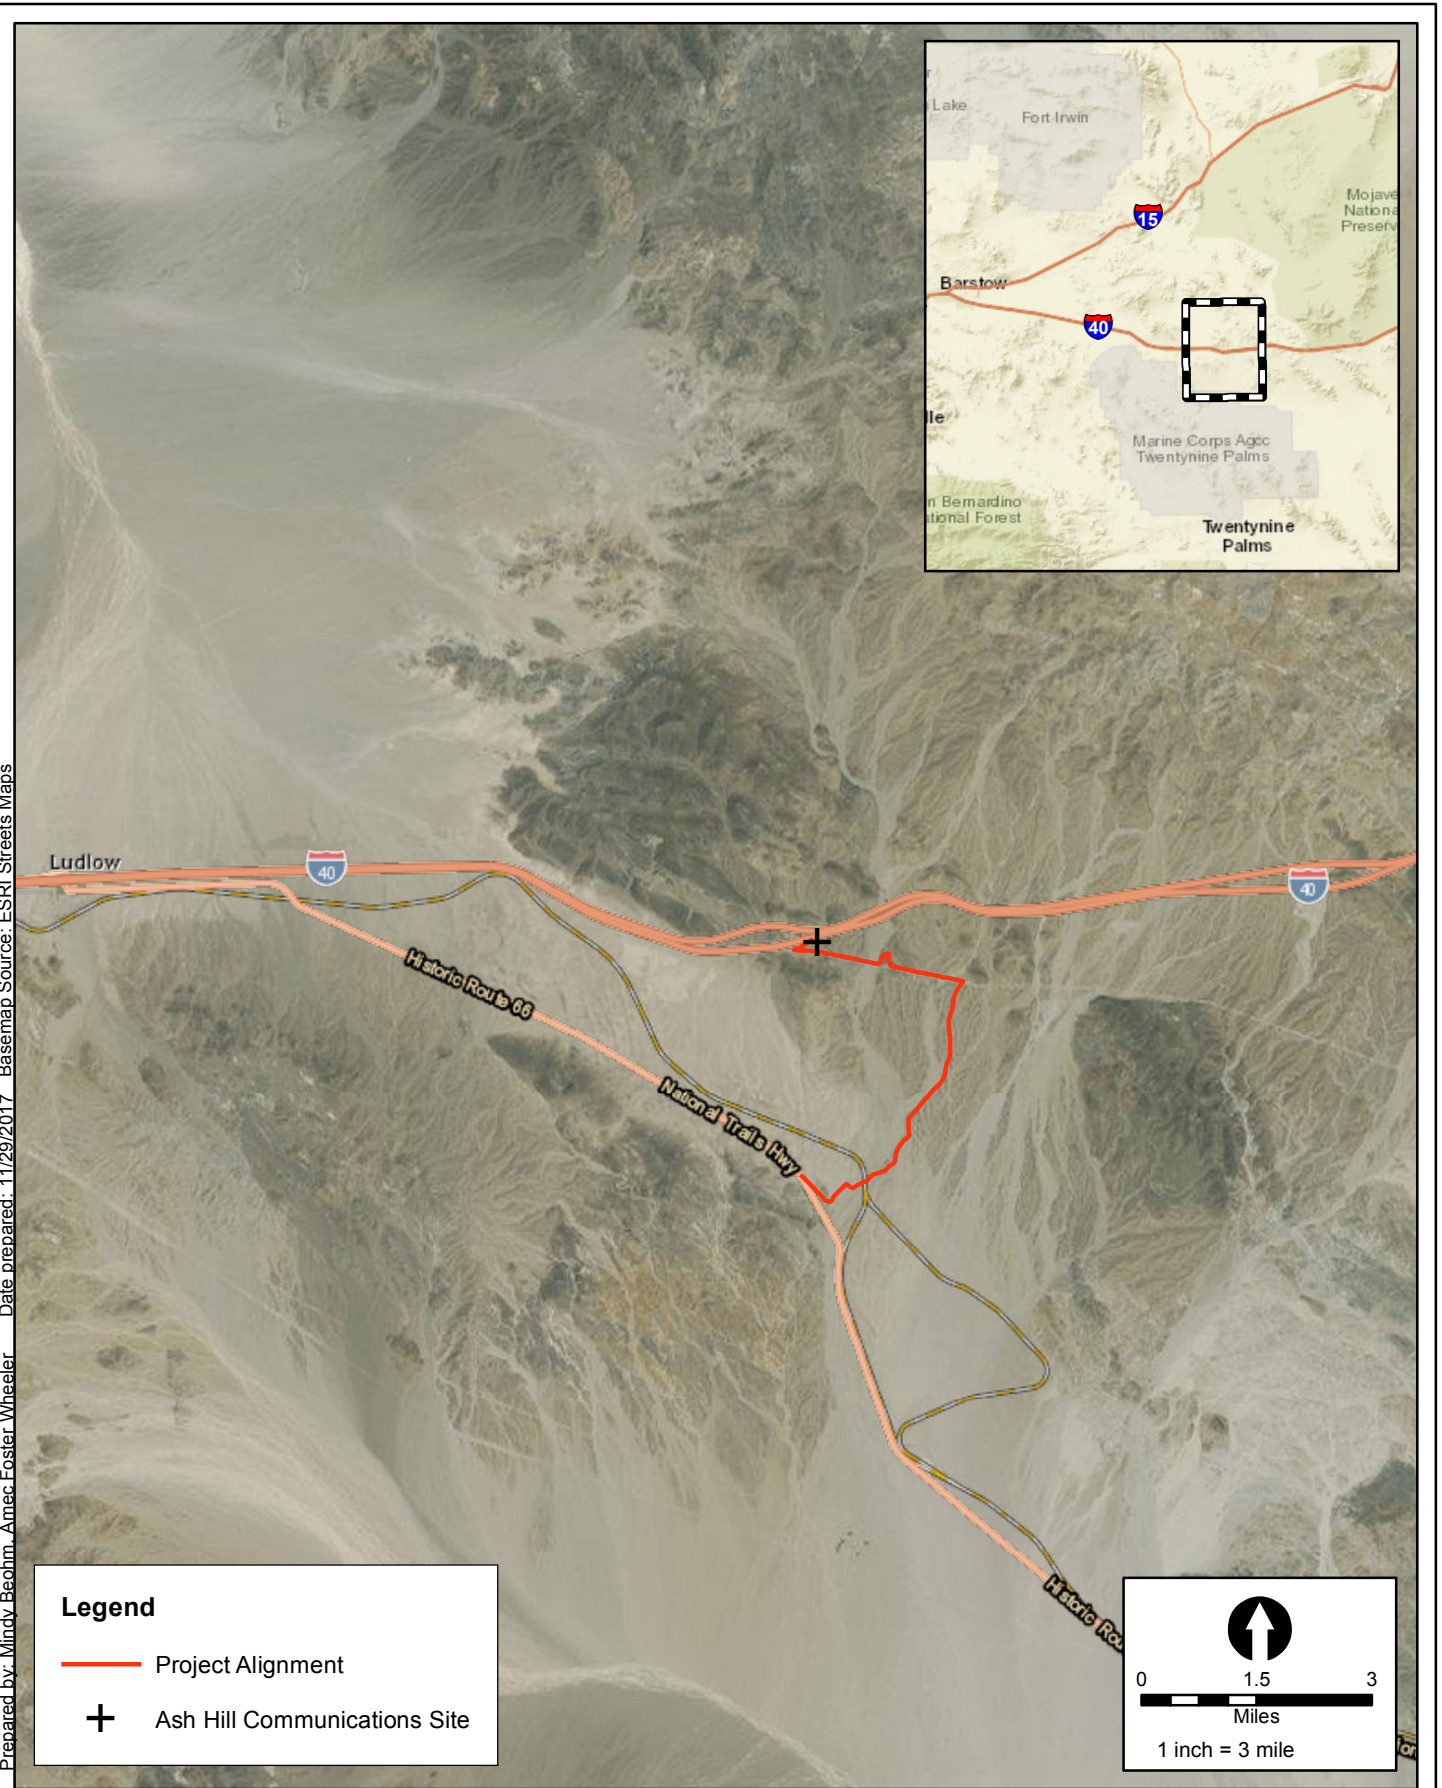 Lake
Fort Irwin
Mojave
Nationa
Preserv
15
Barstow
40
lle
Marine Corps Agcc
Twentynine Palms
n Bernardino
ational Forest
Twentynine
Palms
Ludlow
40
40
Historic Route 66
National Trails Hwy
Historic Rou
Legend
Project Alignment
Ash Hill Communications Site
0 1.5 3
Miles
1 inch = 3 mile
Prepared by: Mindy Beohm, Amec Foster Wheeler Date prepared: 11/29/2017 Basemap Source: ESRI Streets Maps